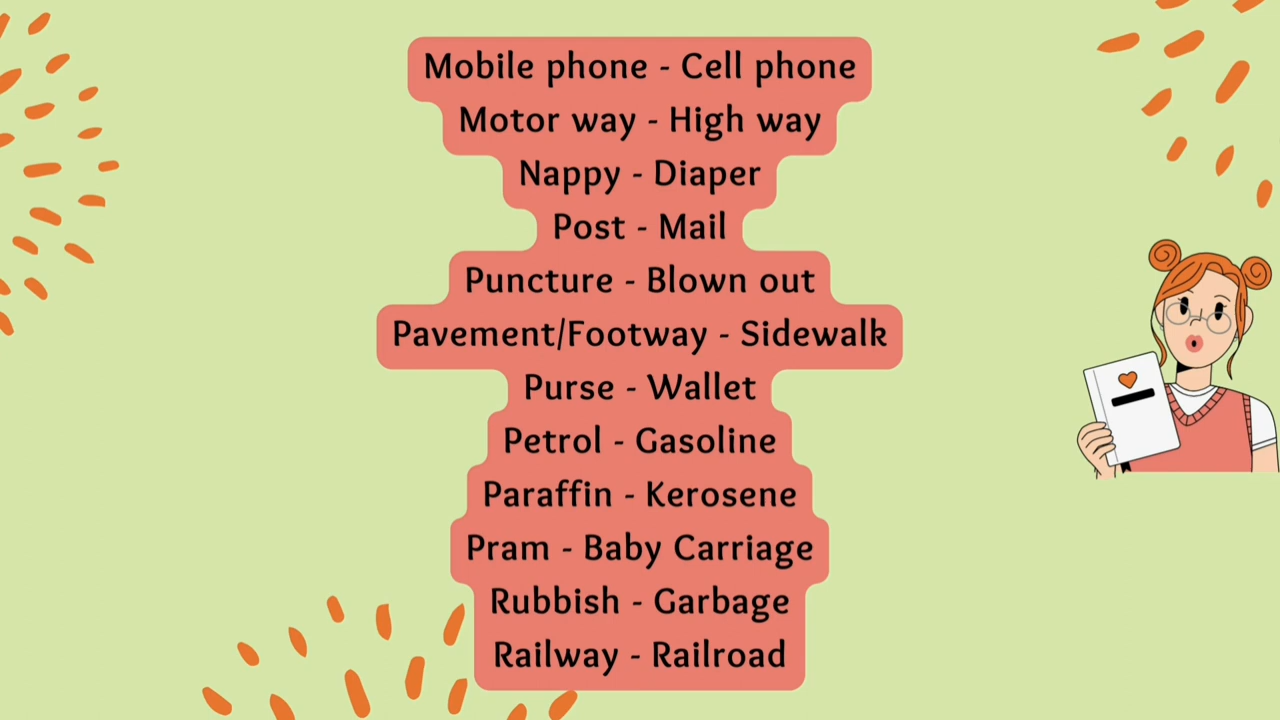 Mobile phone - Cell phone
Motor way - High way
Nappy - Diaper
Post - Mail
Puncture - Blown out
Pavement/Footway - Sidewalk
Purse - Wallet
Petrol - Gasoline
Paraffin - Kerosene
Pram - Baby Carriage
Rubbish - Garbage
Railway - Railroad